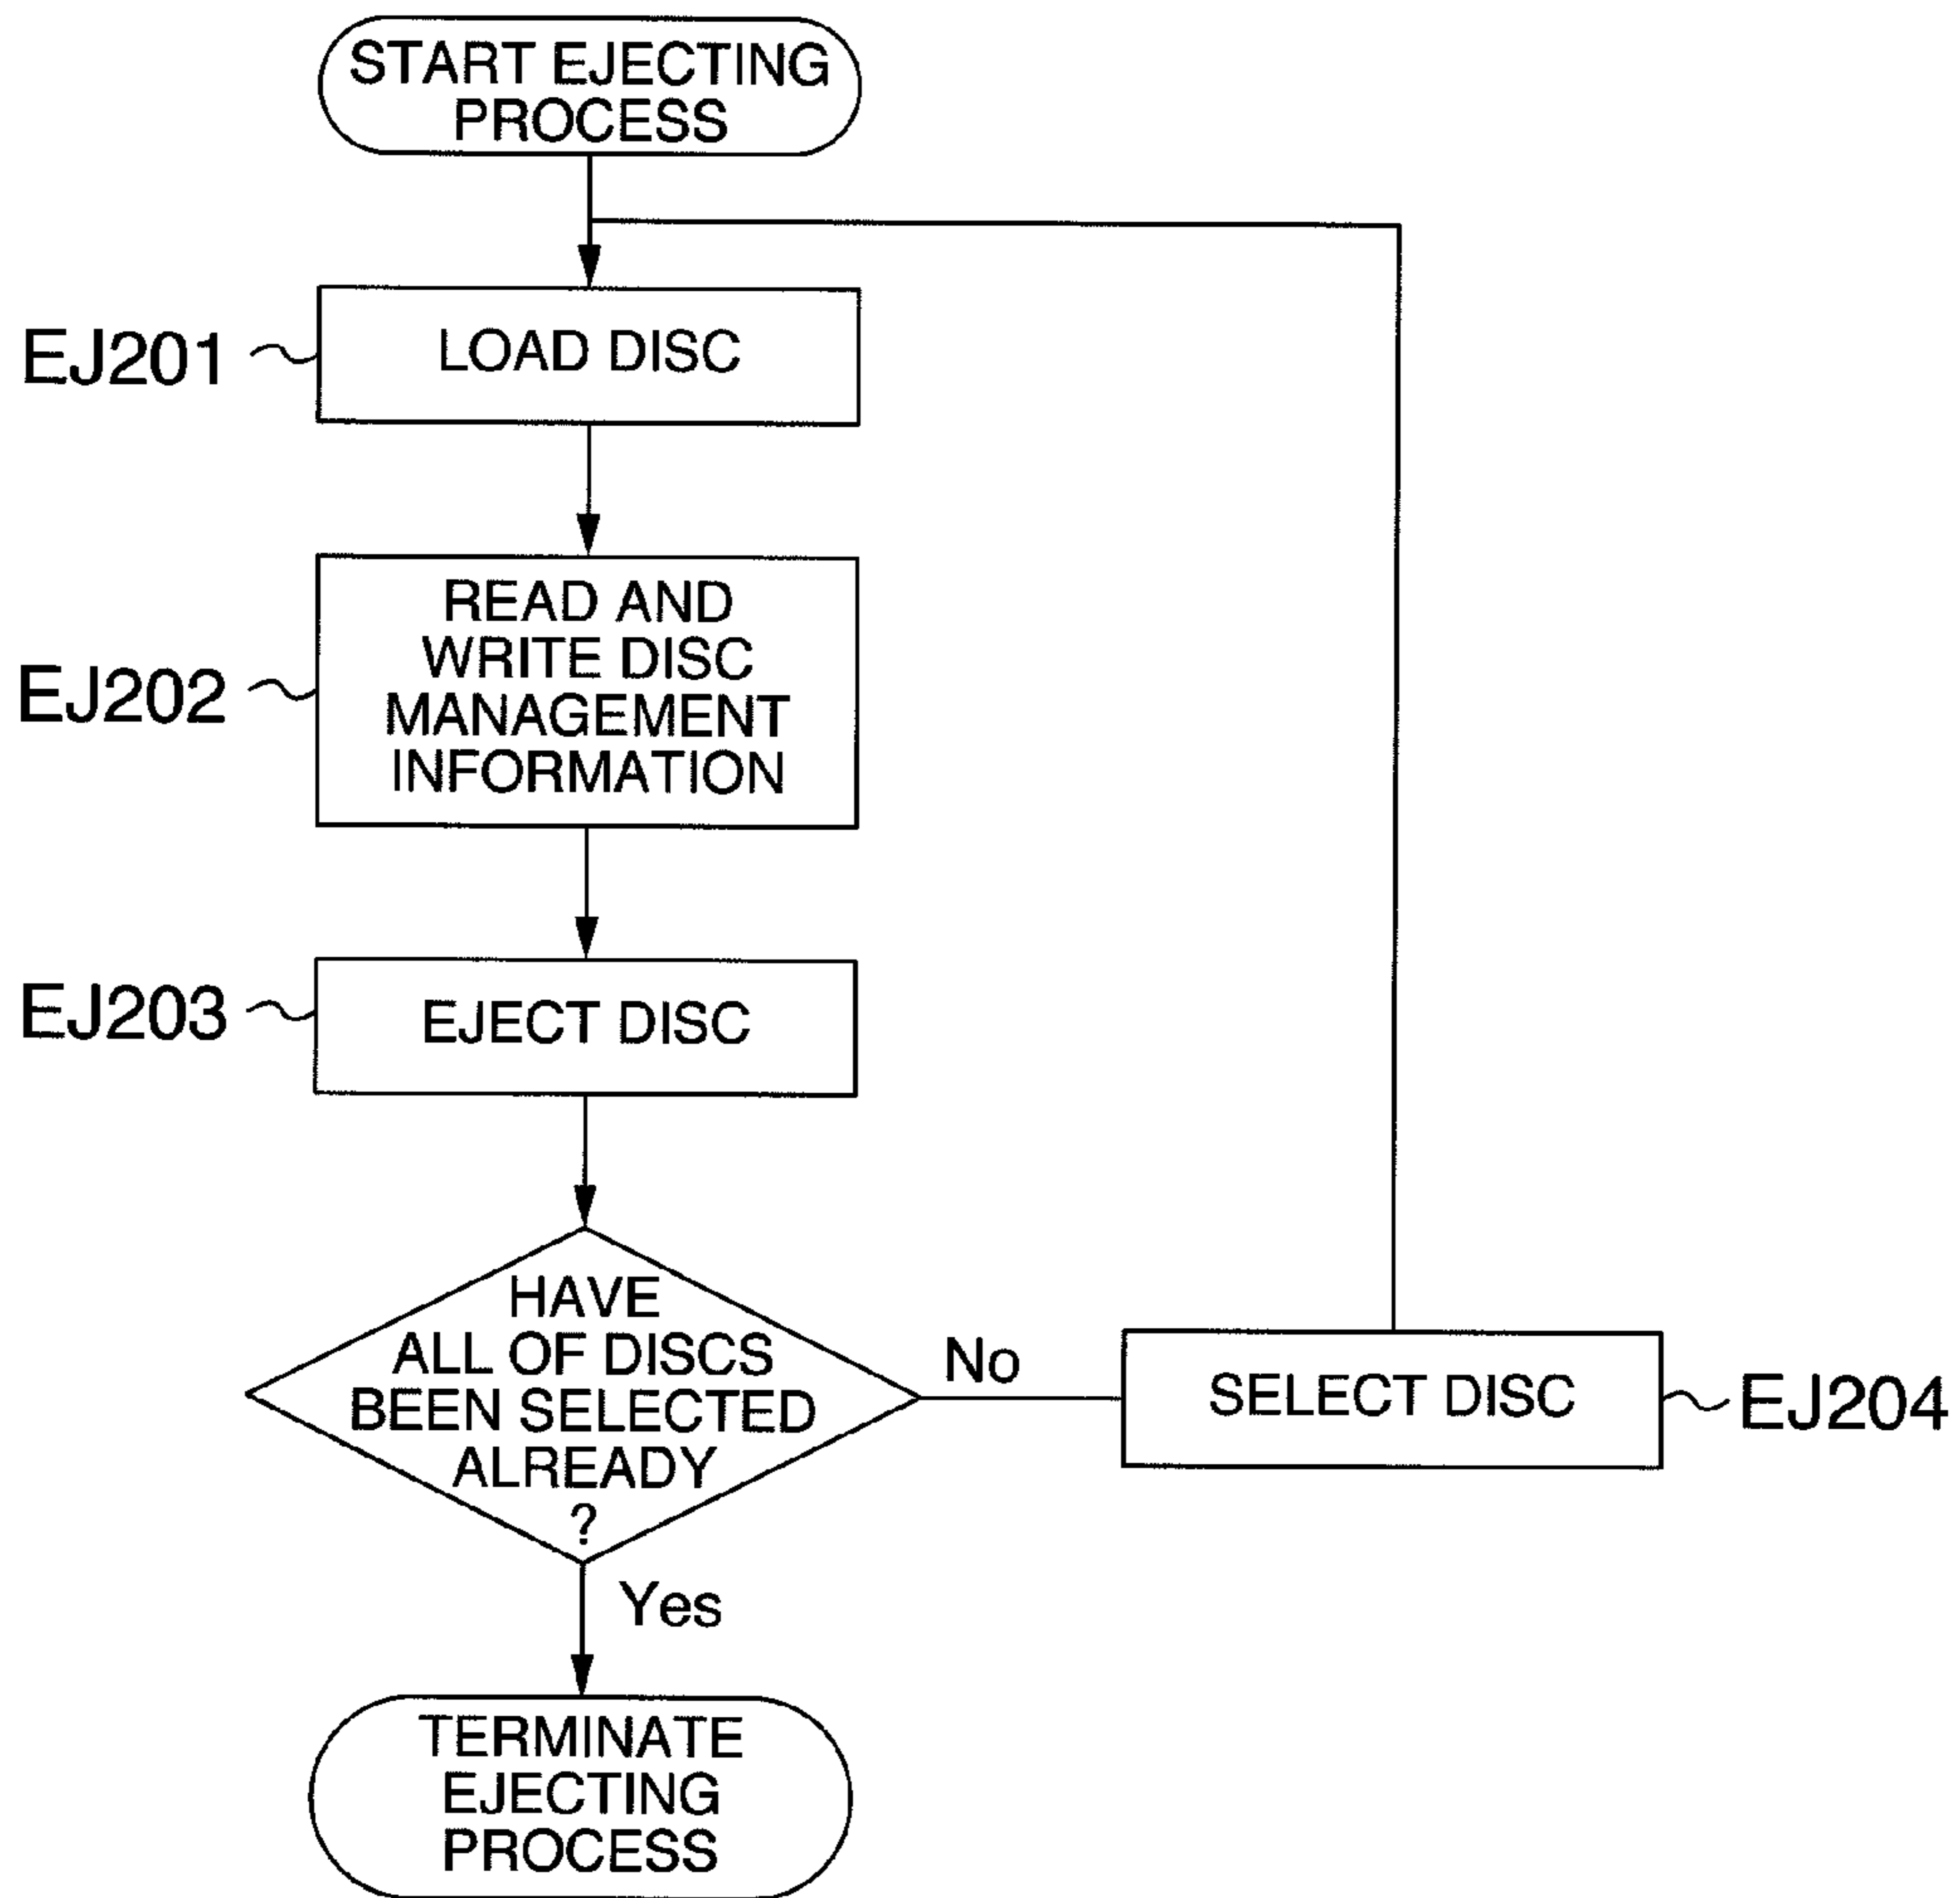 START EJECTING
PROCESS
EJ201
LOAD DISC
READ AND
WRITE DISC
MANAGEMENT
INFORMATION
EJ202
EJECT DISC
EJ203
HAVE
ALL OF DISCS
BEEN SELECTED
ALREADY
?
No
SELECT DISC
EJ204
Yes
TERMINATE
EJECTING
PROCESS